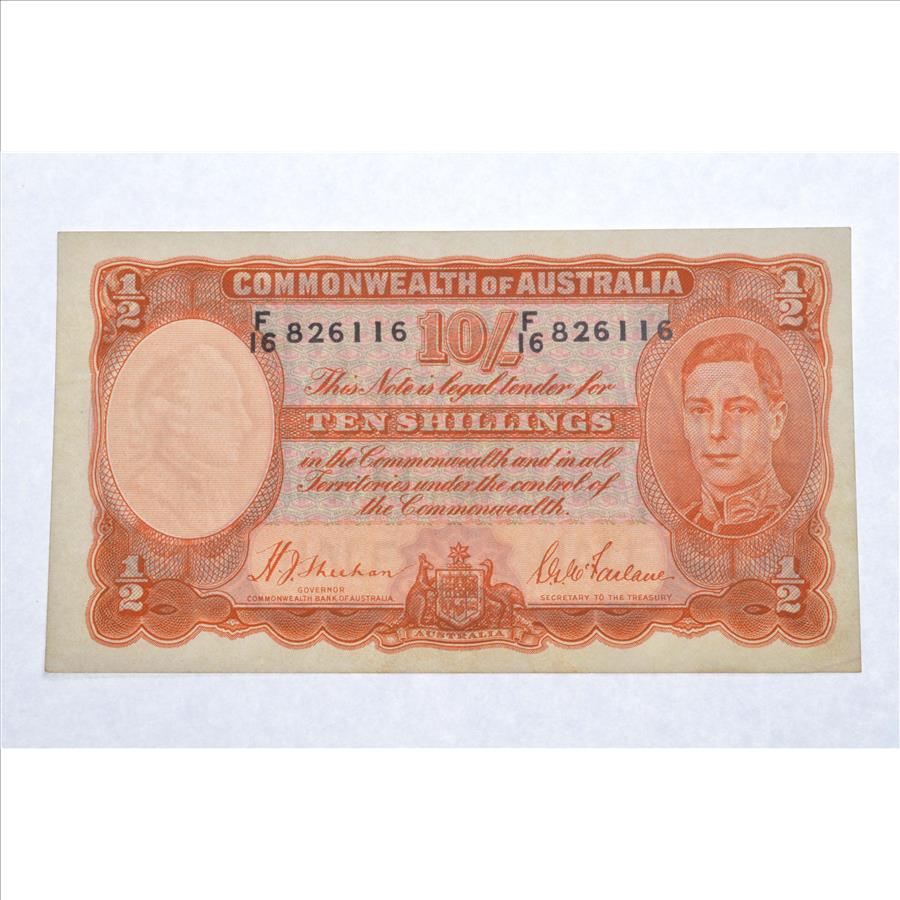 COMMONWEALTH OF AUSTRALIA
1/2 1/2
F/16 826116 10/- F/16 826116
This Note is legal tender for
TEN SHILLINGS
in the Commonwealth and in all
Territories under the control of
the Commonwealth.
H. J. Sheehan
GOVERNOR
COMMONWEALTH BANK OF AUSTRALIA
S. G. McFarlane
SECRETARY TO THE TREASURY
1/2 1/2
AUSTRALIA